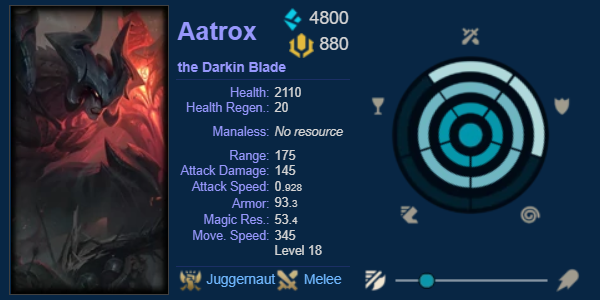 Aatrox
4800
880
the Darkin Blade
Health: 2110
Health Regen.: 20
Manaless: No resource
Range: 175
Attack Damage: 145
Attack Speed: 0.928
Armor: 93.3
Magic Res.: 53.4
Move. Speed: 345
Level 18
Juggernaut Melee